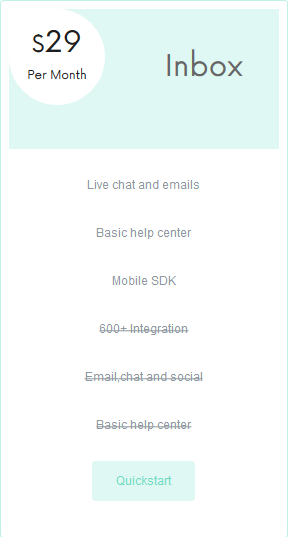 $29
Per Month
Inbox
Live chat and emails
Basic help center
Mobile SDK
600+ Integration
Email,chat and social
Basic help center
Quickstart